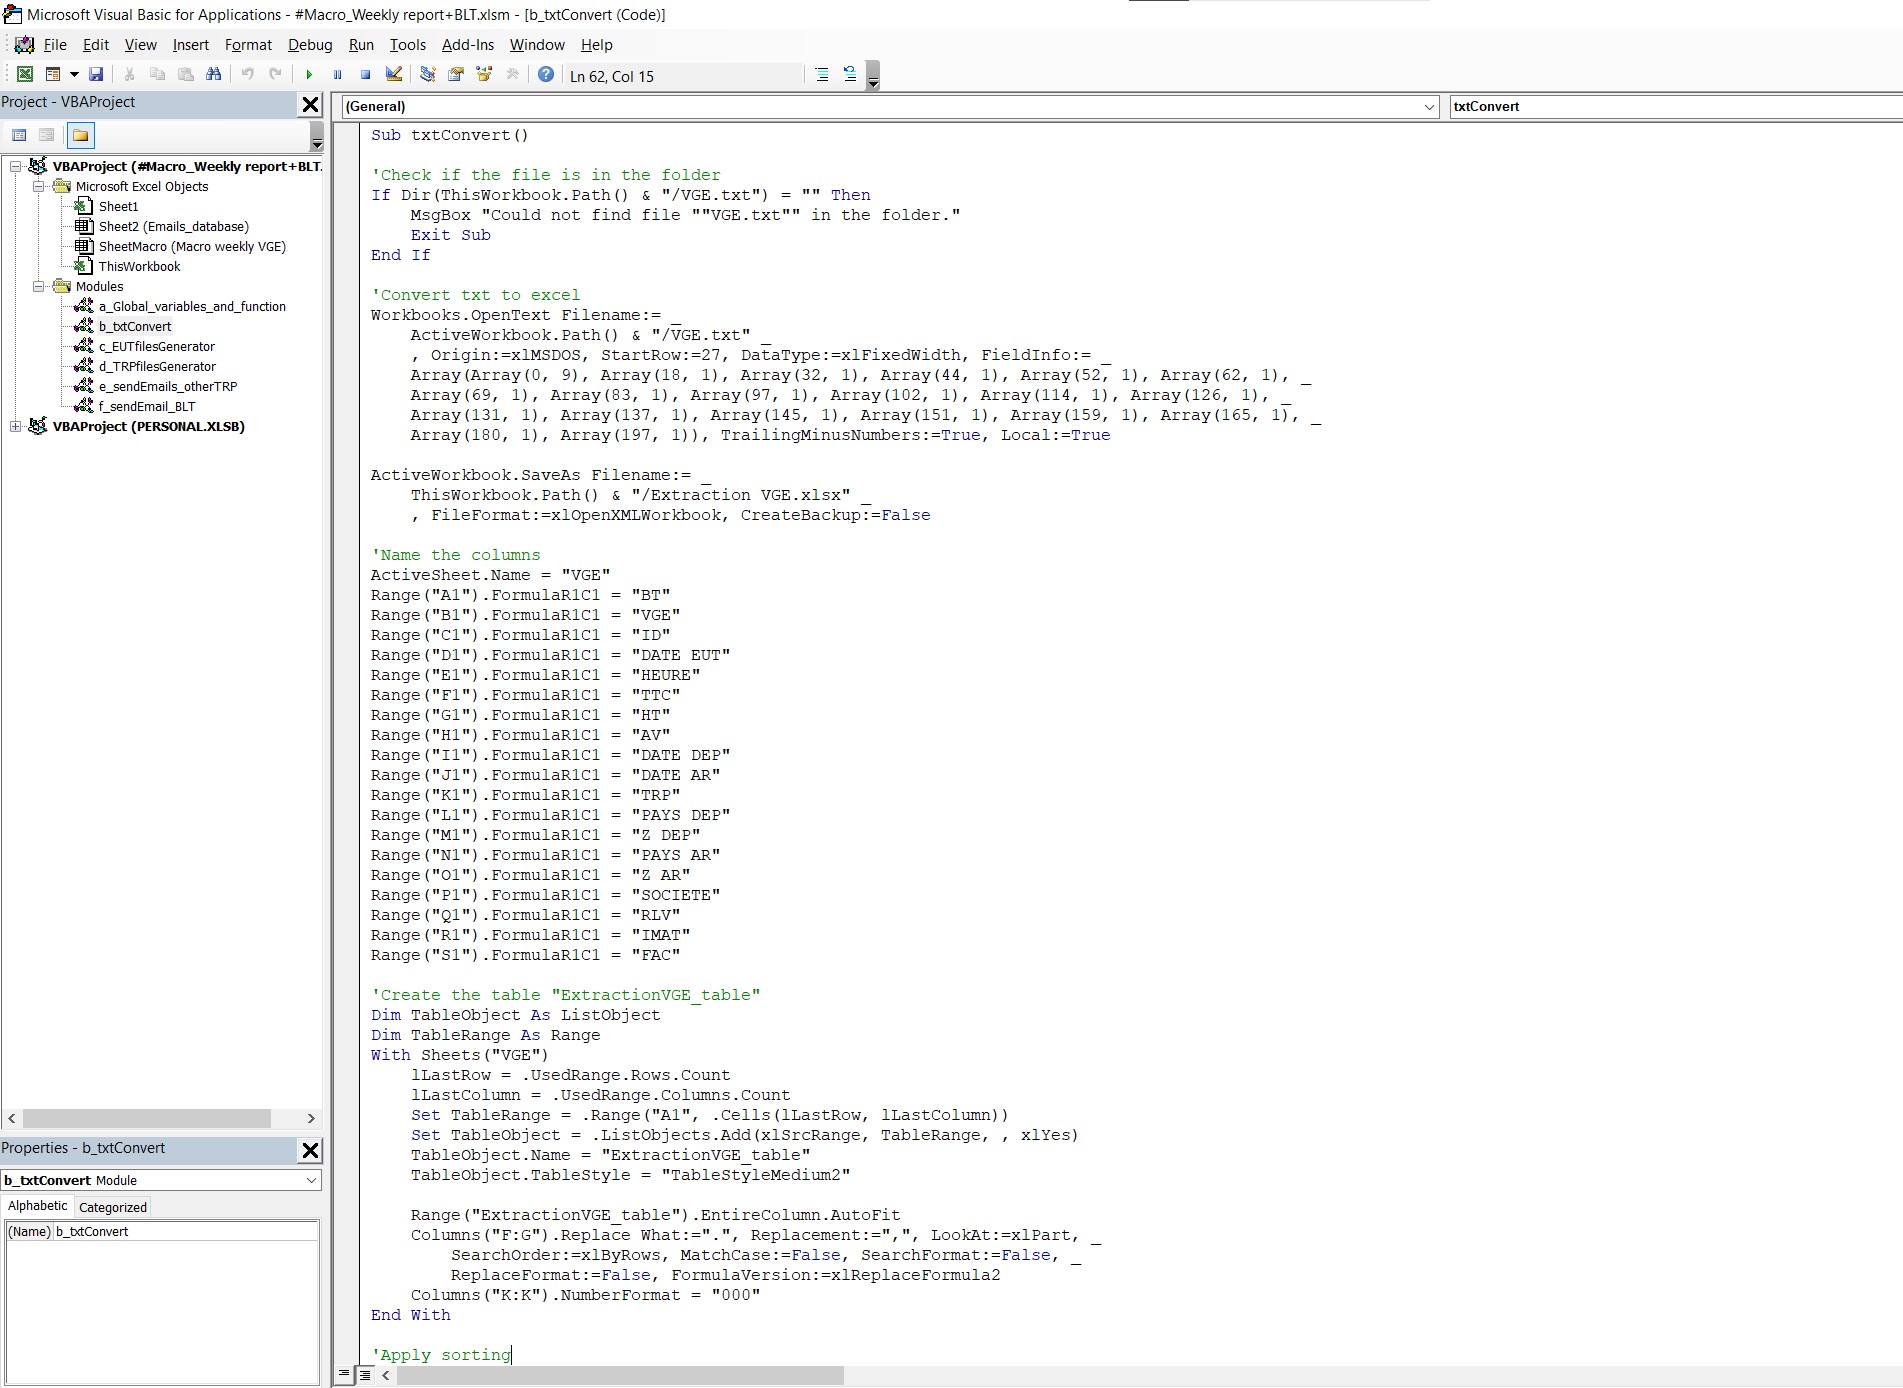 Microsoft Visual Basic for Applications - #Macro_Weekly report+BLT.xlsm - [b_txtConvert (Code)]
File Edit View Insert Format Debug Run Tools Add-Ins Window Help
Ln 62, Col 15
Project - VBAProject
VBAProject (#Macro_Weekly report+BLT.
Microsoft Excel Objects
Sheet1
Sheet2 (Emails_database)
SheetMacro (Macro weekly VGE)
ThisWorkbook
Modules
a_Global_variables_and_function
b_txtConvert
c_EUTfilesGenerator
d_TRPfilesGenerator
e_sendEmails_otherTRP
f_sendEmail_BLT
VBAProject (PERSONAL.XLSB)
Properties - b_txtConvert
b_txtConvert Module
Alphabetic Categorized
(Name) b_txtConvert
(General) txtConvert
Sub txtConvert()
'Check if the file is in the folder
If Dir(ThisWorkbook.Path() & "/VGE.txt") = "" Then
MsgBox "Could not find file ""VGE.txt"" in the folder."
Exit Sub
End If
'Convert txt to excel
Workbooks.OpenText Filename:= _
ActiveWorkbook.Path() & "/VGE.txt" _
, Origin:=xlMSDOS, StartRow:=27, DataType:=xlFixedWidth, FieldInfo:= _
Array(Array(0, 9), Array(18, 1), Array(32, 1), Array(44, 1), Array(52, 1), Array(62, 1), _
Array(69, 1), Array(83, 1), Array(97, 1), Array(102, 1), Array(114, 1), Array(126, 1), _
Array(131, 1), Array(137, 1), Array(145, 1), Array(151, 1), Array(159, 1), Array(165, 1), _
Array(180, 1), Array(197, 1)), TrailingMinusNumbers:=True, Local:=True
ActiveWorkbook.SaveAs Filename:= _
ThisWorkbook.Path() & "/Extraction VGE.xlsx" _
, FileFormat:=xlOpenXMLWorkbook, CreateBackup:=False
'Name the columns
ActiveSheet.Name = "VGE"
Range("A1").FormulaR1C1 = "BT"
Range("B1").FormulaR1C1 = "VGE"
Range("C1").FormulaR1C1 = "ID"
Range("D1").FormulaR1C1 = "DATE EUT"
Range("E1").FormulaR1C1 = "HEURE"
Range("F1").FormulaR1C1 = "TTC"
Range("G1").FormulaR1C1 = "HT"
Range("H1").FormulaR1C1 = "AV"
Range("I1").FormulaR1C1 = "DATE DEP"
Range("J1").FormulaR1C1 = "DATE AR"
Range("K1").FormulaR1C1 = "TRP"
Range("L1").FormulaR1C1 = "PAYS DEP"
Range("M1").FormulaR1C1 = "Z DEP"
Range("N1").FormulaR1C1 = "PAYS AR"
Range("O1").FormulaR1C1 = "Z AR"
Range("P1").FormulaR1C1 = "SOCIETE"
Range("Q1").FormulaR1C1 = "RLV"
Range("R1").FormulaR1C1 = "IMAT"
Range("S1").FormulaR1C1 = "FAC"
'Create the table "ExtractionVGE_table"
Dim TableObject As ListObject
Dim TableRange As Range
With Sheets("VGE")
lLastRow = .UsedRange.Rows.Count
lLastColumn = .UsedRange.Columns.Count
Set TableRange = .Range("A1", .Cells(lLastRow, lLastColumn))
Set TableObject = .ListObjects.Add(xlSrcRange, TableRange, , xlYes)
TableObject.Name = "ExtractionVGE_table"
TableObject.TableStyle = "TableStyleMedium2"
Range("ExtractionVGE_table").EntireColumn.AutoFit
Columns("F:G").Replace What:=".", Replacement:=",", LookAt:=xlPart, _
SearchOrder:=xlByRows, MatchCase:=False, SearchFormat:=False, _
ReplaceFormat:=False, FormulaVersion:=xlReplaceFormula2
Columns("K:K").NumberFormat = "000"
End With
'Apply sorting